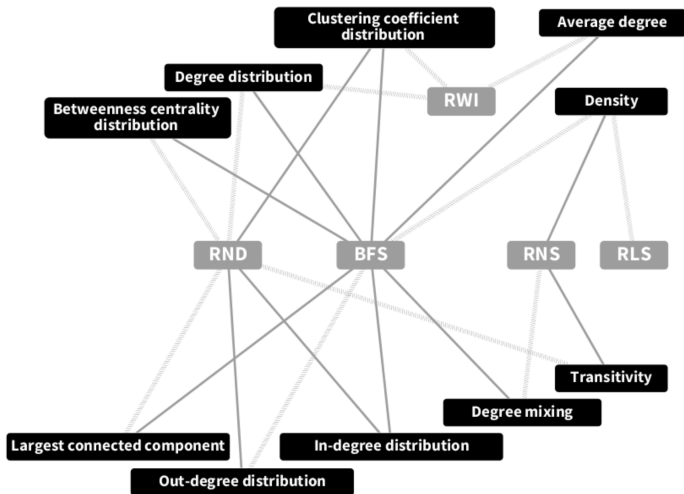 Clustering coefficient
distribution
Average degree
Degree distribution
RWI
Density
Betweenness centrality
distribution
RND
BFS
RNS
RLS
Transitivity
Degree mixing
Largest connected component
In-degree distribution
Out-degree distribution